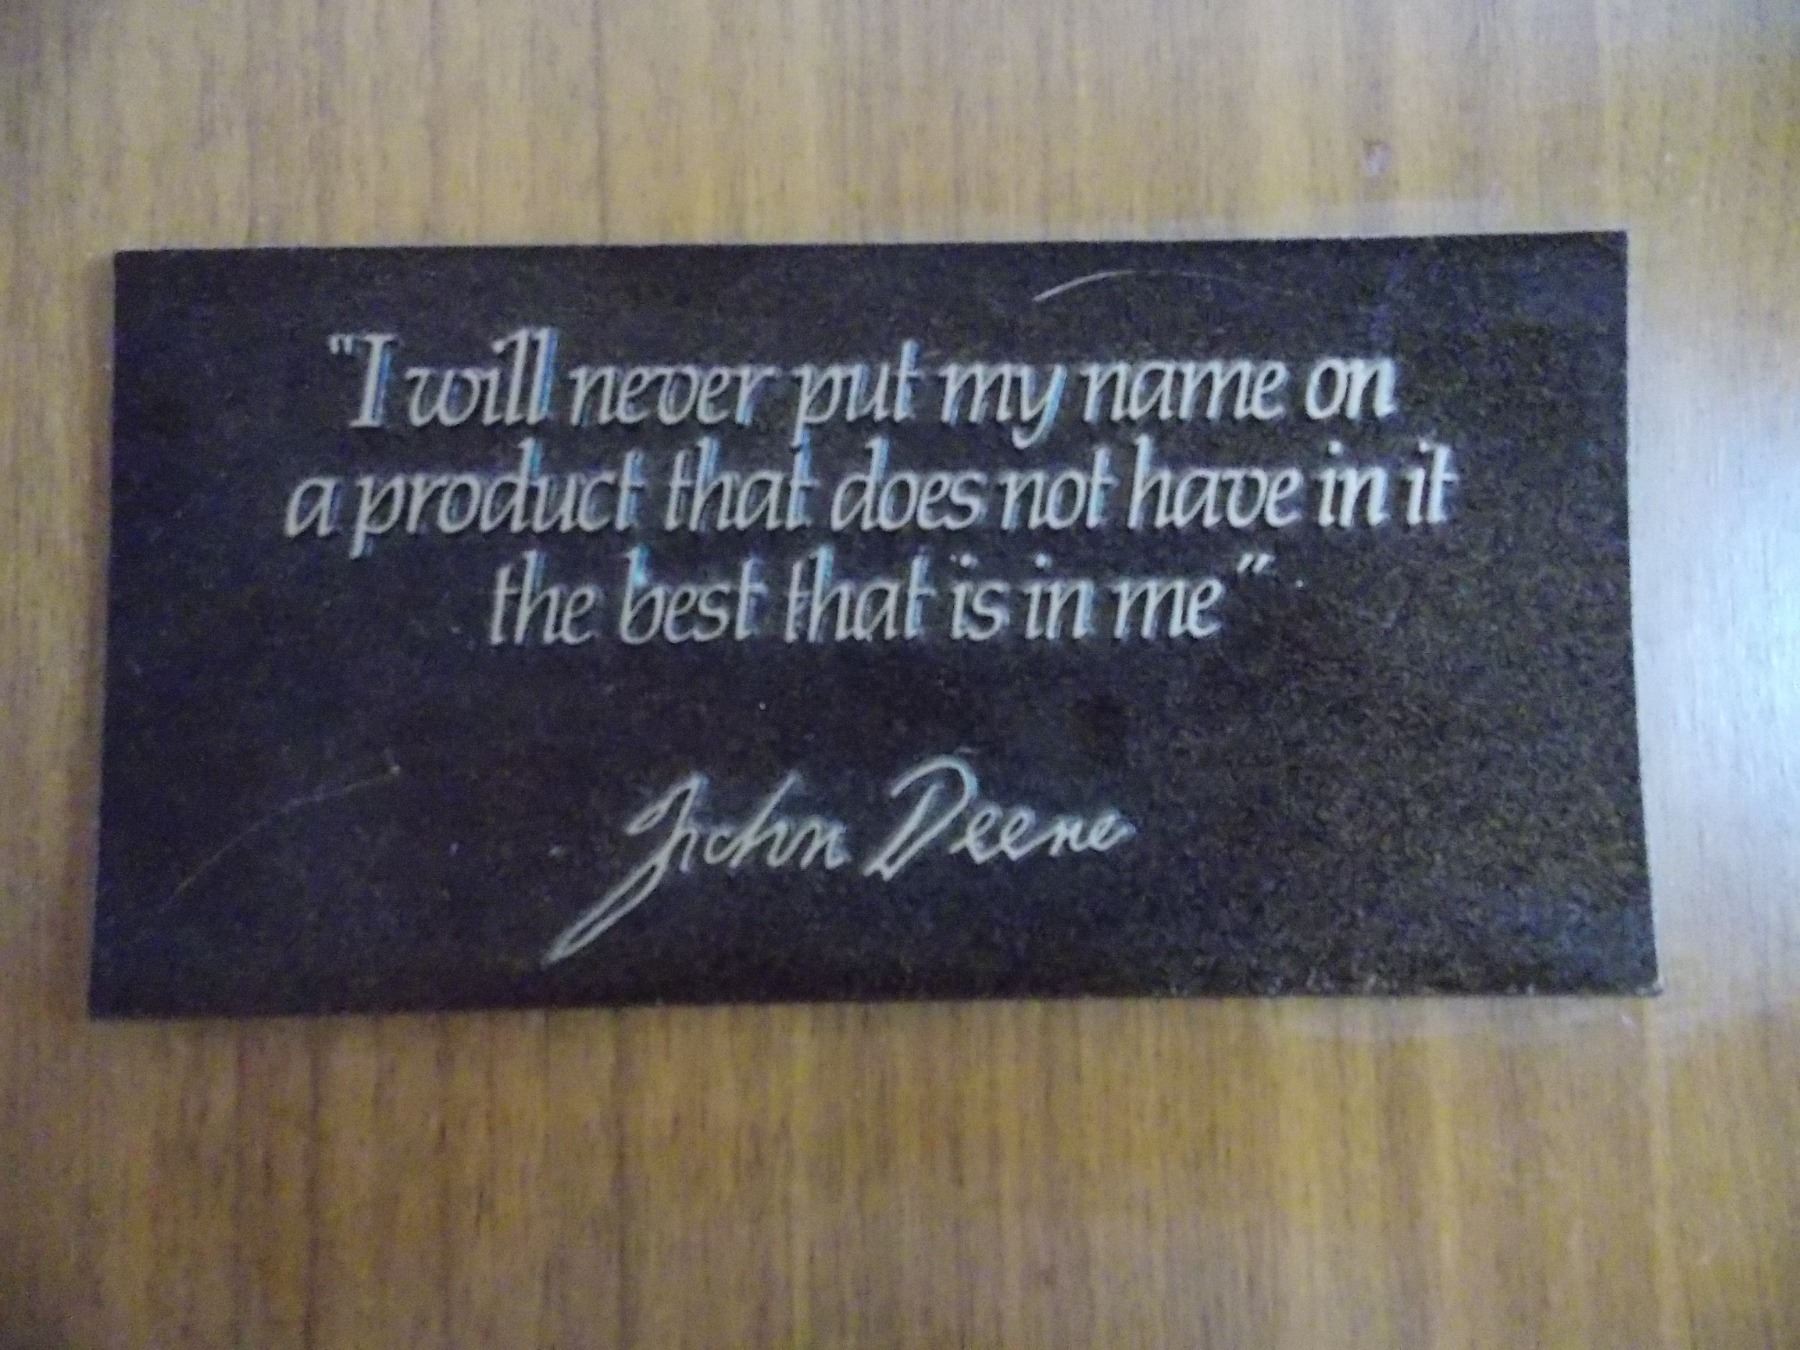 "I will never put my name on
a product that does not have in it
the best that is in me"
John Deere